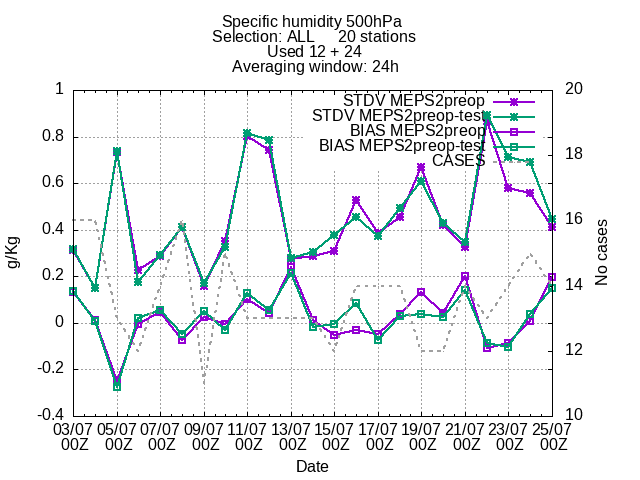 Specific humidity 500hPa
Selection: ALL 20 stations
Used 12 + 24
Averaging window: 24h
STDV MEPS2preop
STDV MEPS2preop-test
BIAS MEPS2preop
BIAS MEPS2preop-test
CASES
1
0.8
0.6
0.4
0.2
0
-0.2
-0.4
g/Kg
20
18
16
14
12
10
No cases
03/07 05/07 07/07 09/07 11/07 13/07 15/07 17/07 19/07 21/07 23/07 25/07
00Z 00Z 00Z 00Z 00Z 00Z 00Z 00Z 00Z 00Z 00Z 00Z
Date